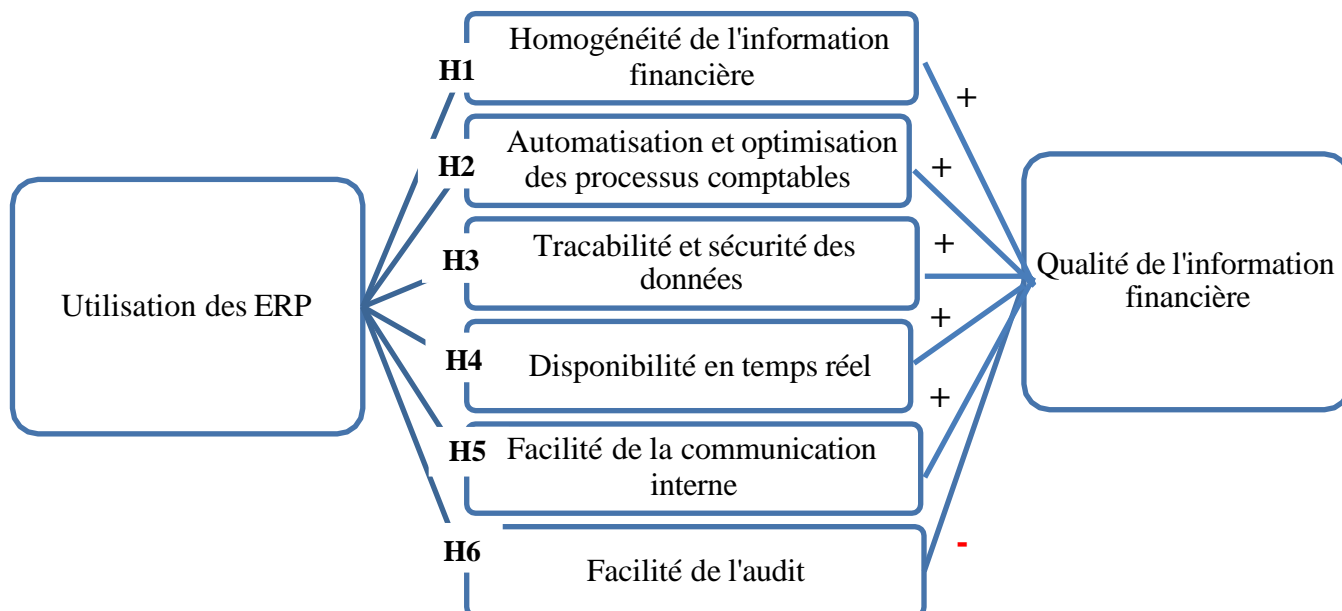 Utilisation des ERP
H1
Homogénéité de l'information
financière
+
H2
Automatisation et optimisation
des processus comptables
+
H3
Tracabilité et sécurité des
données
+
H4
Disponibilité en temps réel
+
H5
Facilité de la communication
interne
+
H6
Facilité de l'audit
-
Qualité de l'information
financière